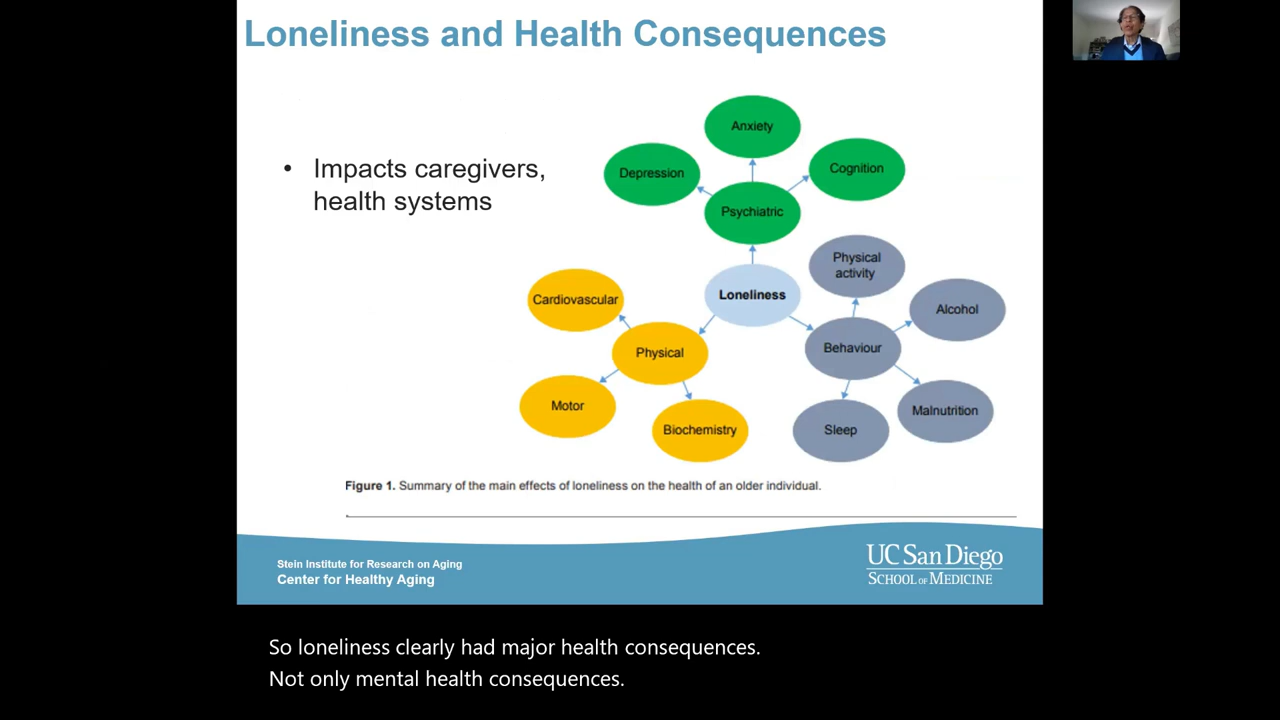 Loneliness and Health Consequences
• Impacts caregivers,
health systems
Anxiety
Depression
Cognition
Psychiatric
Physical
activity
Cardiovascular
Loneliness
Alcohol
Physical
Behaviour
Motor
Malnutrition
Biochemistry
Sleep
Figure 1. Summary of the main effects of loneliness on the health of an older individual.
Stein Institute for Research on Aging
Center for Healthy Aging
UC San Diego
SCHOOL OF MEDICINE
So loneliness clearly had major health consequences.
Not only mental health consequences.